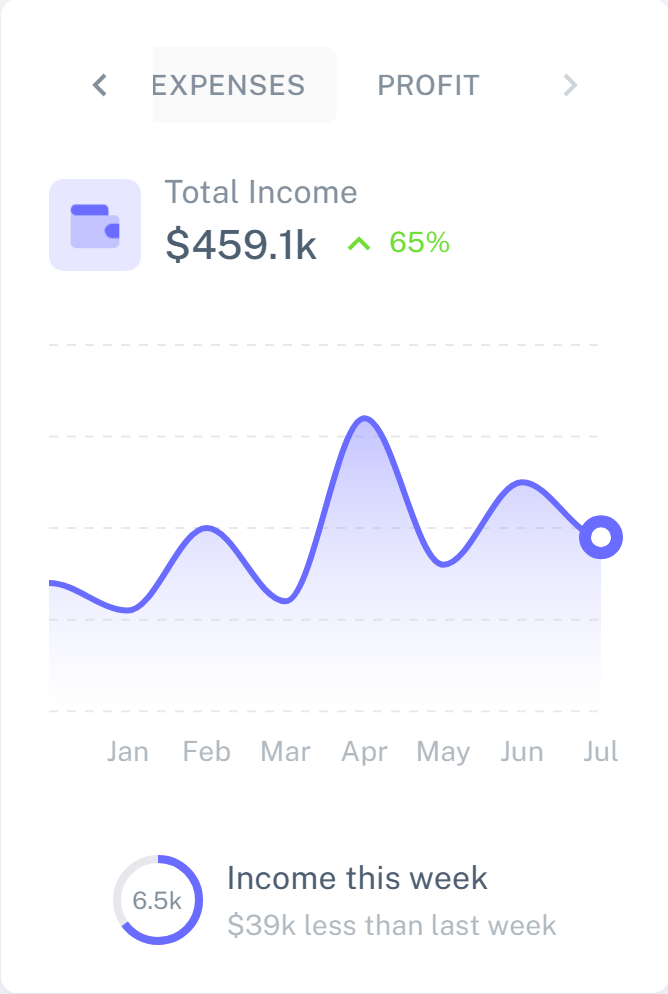 EXPENSES PROFIT
Total Income
$459.1k 65%
Jan Feb Mar Apr May Jun Jul
6.5k
Income this week
$39k less than last week